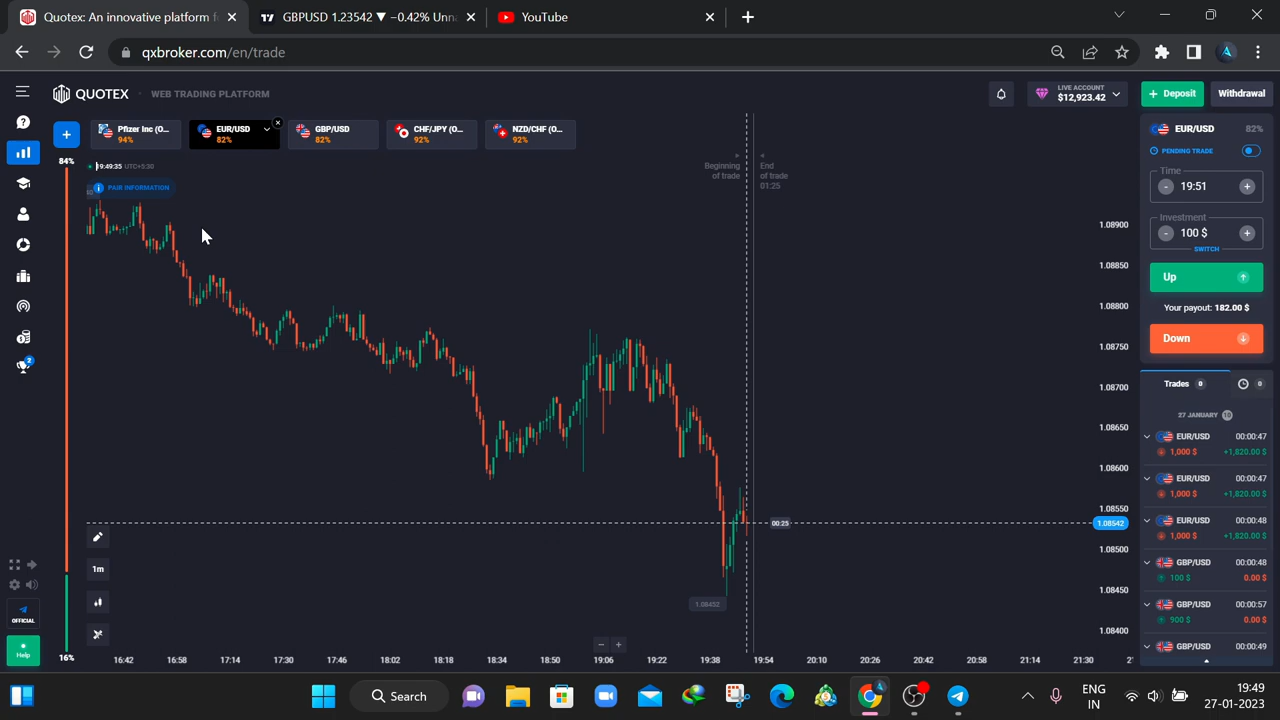 Quotex: An innovative platform f
GBPUSD 1.23542 ▼ −0.42% Unna
YouTube
qxbroker.com/en/trade
QUOTEX
WEB TRADING PLATFORM
LIVE ACCOUNT
$12,923.42
+ Deposit
Withdrawal
Pfizer Inc (O...
94%
EUR/USD
82%
GBP/USD
82%
CHF/JPY (O...
92%
NZD/CHF (O...
92%
84%
19:49:35 UTC+5:30
PAIR INFORMATION
Beginning
of trade
End
of trade
01:25
EUR/USD 82%
PENDING TRADE
Time
- 19:51 +
Investment
- 100 $ +
SWITCH
Up
Your payout: 182.00 $
Down
1.08900
1.08850
1.08800
1.08750
1.08700
1.08650
1.08600
1.08550
1.08542
1.08500
1.08450
1.08400
00:25
1.08452
1m
Trades 0
0
27 JANUARY 10
EUR/USD 00:00:47
1,000 $ +1,820.00 $
EUR/USD 00:00:47
1,000 $ +1,820.00 $
EUR/USD 00:00:48
1,000 $ +1,820.00 $
GBP/USD 00:00:48
100 $ 0.00 $
GBP/USD 00:00:57
900 $ 0.00 $
GBP/USD 00:00:49
2
OFFICIAL
Help
16%
16:42 16:58 17:14 17:30 17:46 18:02 18:18 18:34 18:50 19:06 19:22 19:38 19:54 20:10 20:26 20:42 20:58 21:14 21:30
Search
ENG
IN
19:49
27-01-2023